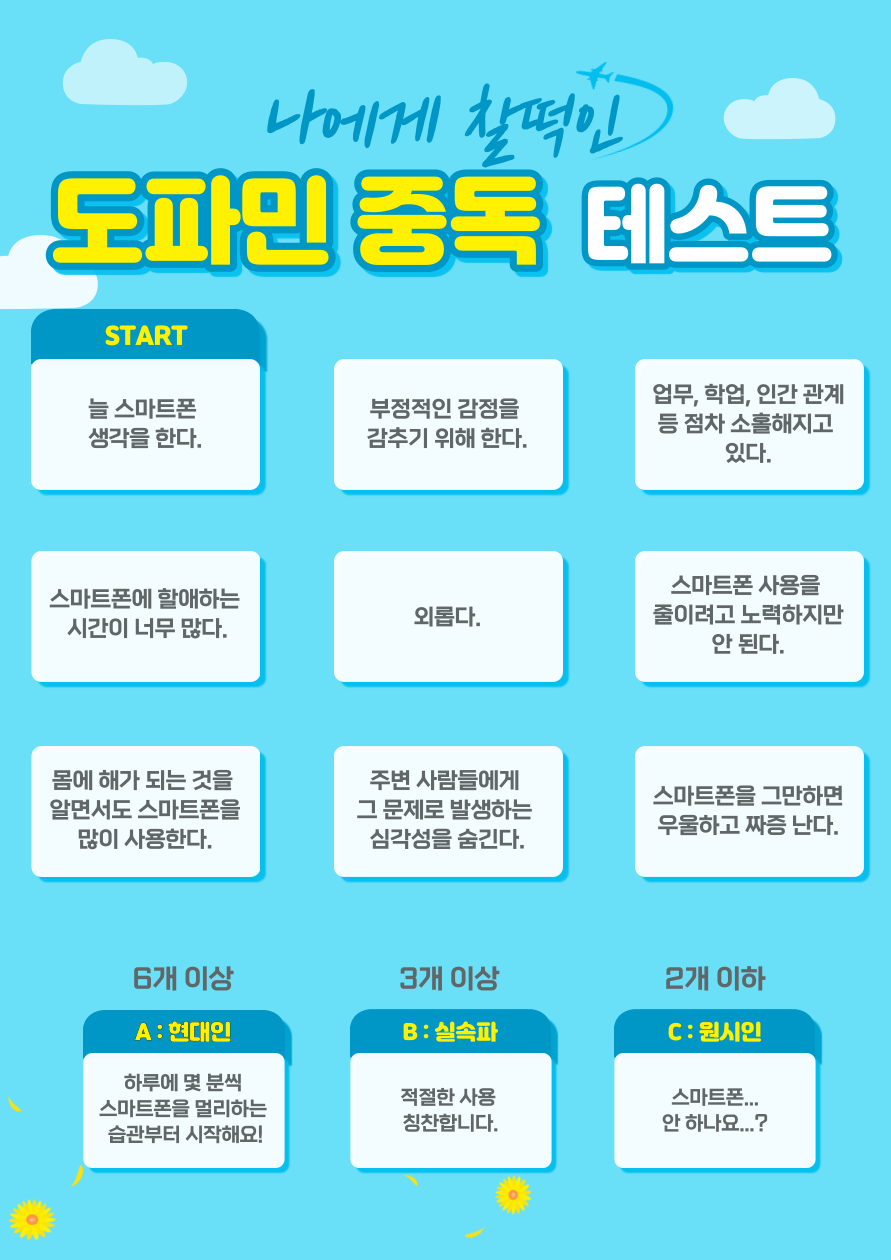 나에게 찰떡인
도파민 중독 테스트
START
늘 스마트폰
생각을 한다.
부정적인 감정을
감추기 위해 한다.
업무, 학업, 인간 관계
등 점차 소홀해지고
있다.
스마트폰에 할애하는
시간이 너무 많다.
외롭다.
스마트폰 사용을
줄이려고 노력하지만
안 된다.
몸에 해가 되는 것을
알면서도 스마트폰을
많이 사용한다.
주변 사람들에게
그 문제로 발생하는
심각성을 숨긴다.
스마트폰을 그만하면
우울하고 짜증 난다.
6개 이상
A : 현대인
하루에 몇 분씩
스마트폰을 멀리하는
습관부터 시작해요!
3개 이상
B : 실속파
적절한 사용
칭찬합니다.
2개 이하
C : 원시인
스마트폰...
안 하나요...?